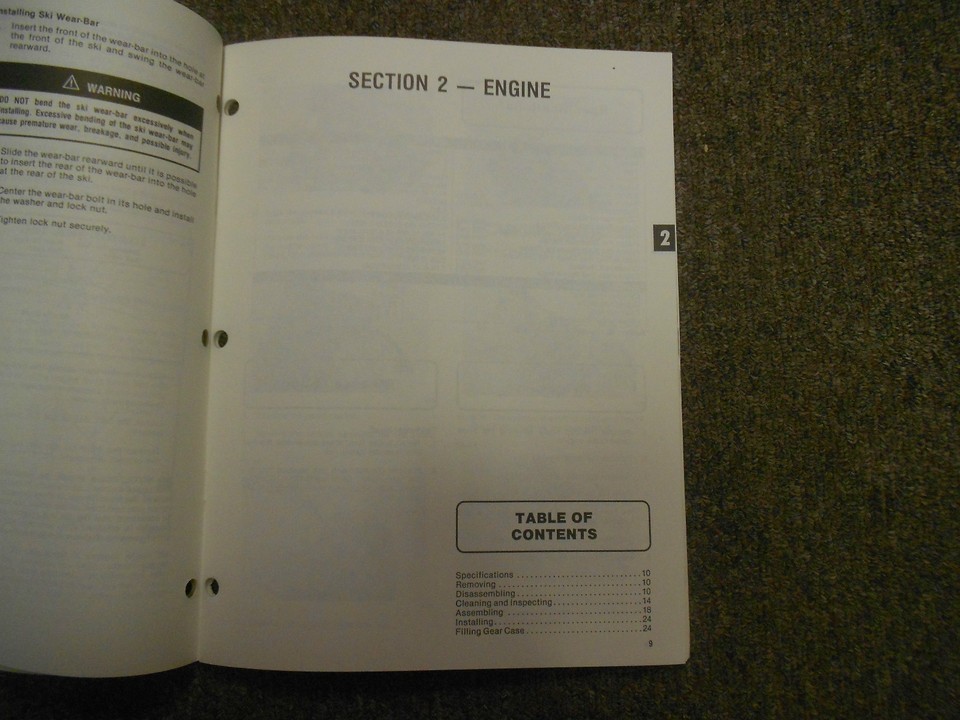 nstalling Ski Wear-Bar
Insert the front of the wear-bar into the hole at
the front of the ski and swing the wear-bar
rearward.
WARNING
DO NOT bend the ski wear-bar excessively when
installing. Excessive bending of the ski wear-bar may
cause premature wear, breakage, and possible injury.
Slide the wear-bar rearward until it is possible
to insert the rear of the wear-bar into the hole
at the rear of the ski.
Center the wear-bar bolt in its hole and install
the washer and lock nut.
Tighten lock nut securely.
SECTION 2 — ENGINE
2
TABLE OF
CONTENTS
Specifications 10
Removing 10
Disassembling 10
Cleaning and Inspecting 14
Assembling 18
Installing 24
Filling Gear Case 24
9